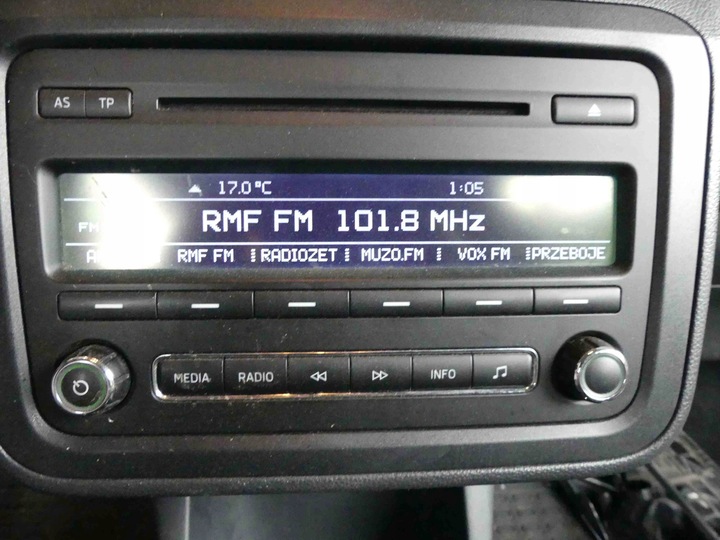 AS TP
17.0°C 1:05
FM RMF FM 101.8 MHz
RMF FM RADIOZET MUZO.FM VOX FM PRZEBOJE
MEDIA RADIO INFO